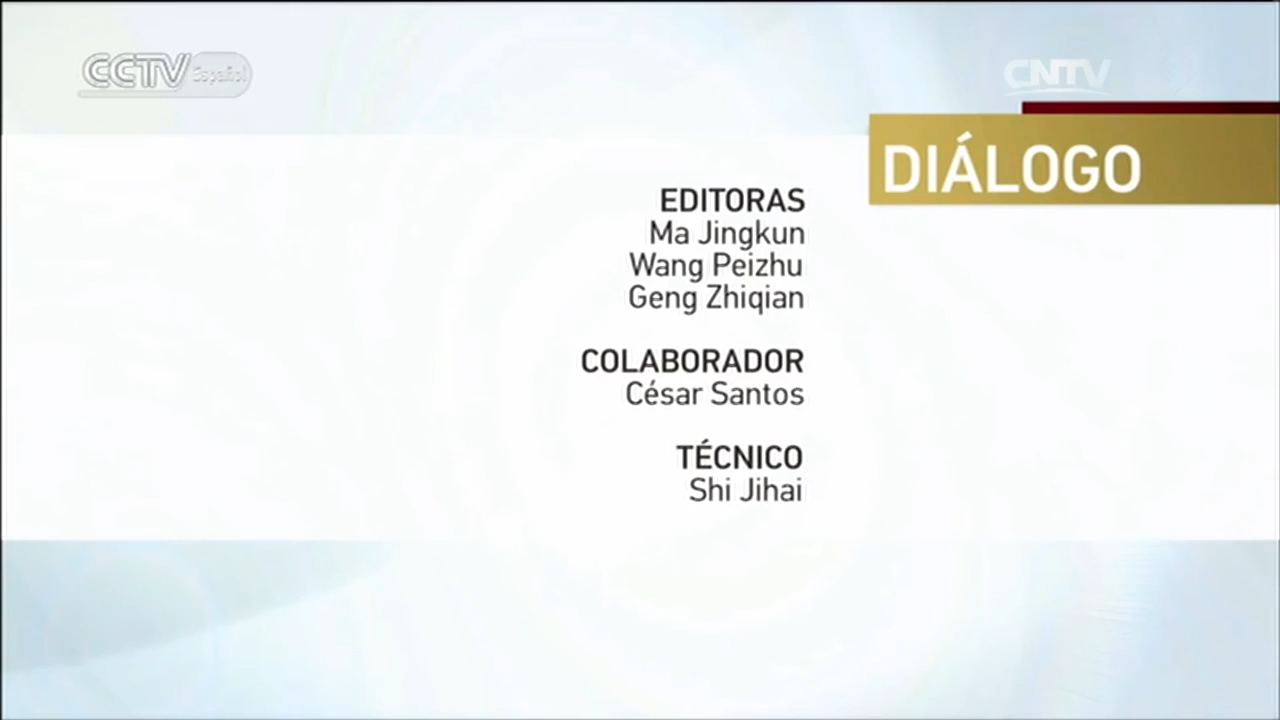 CCTV Español
CNTV
DIÁLOGO
EDITORAS
Ma Jingkun
Wang Peizhu
Geng Zhiqian
COLABORADOR
César Santos
TÉCNICO
Shi Jihai